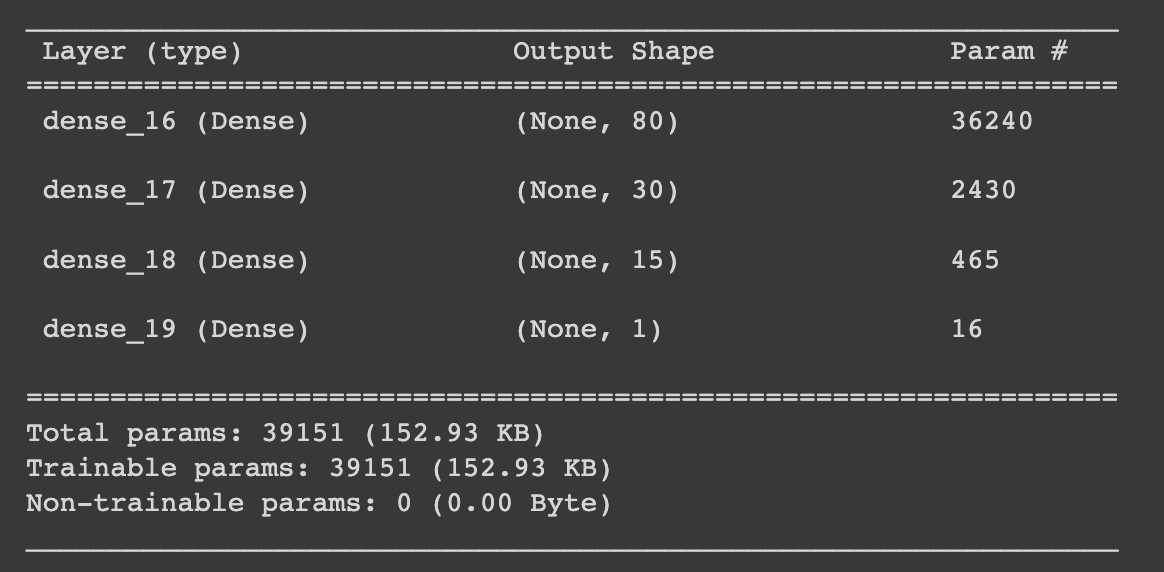 Layer (type) Output Shape Param #
=================================================================
dense_16 (Dense) (None, 80) 36240
dense_17 (Dense) (None, 30) 2430
dense_18 (Dense) (None, 15) 465
dense_19 (Dense) (None, 1) 16
=================================================================
Total params: 39151 (152.93 KB)
Trainable params: 39151 (152.93 KB)
Non-trainable params: 0 (0.00 Byte)